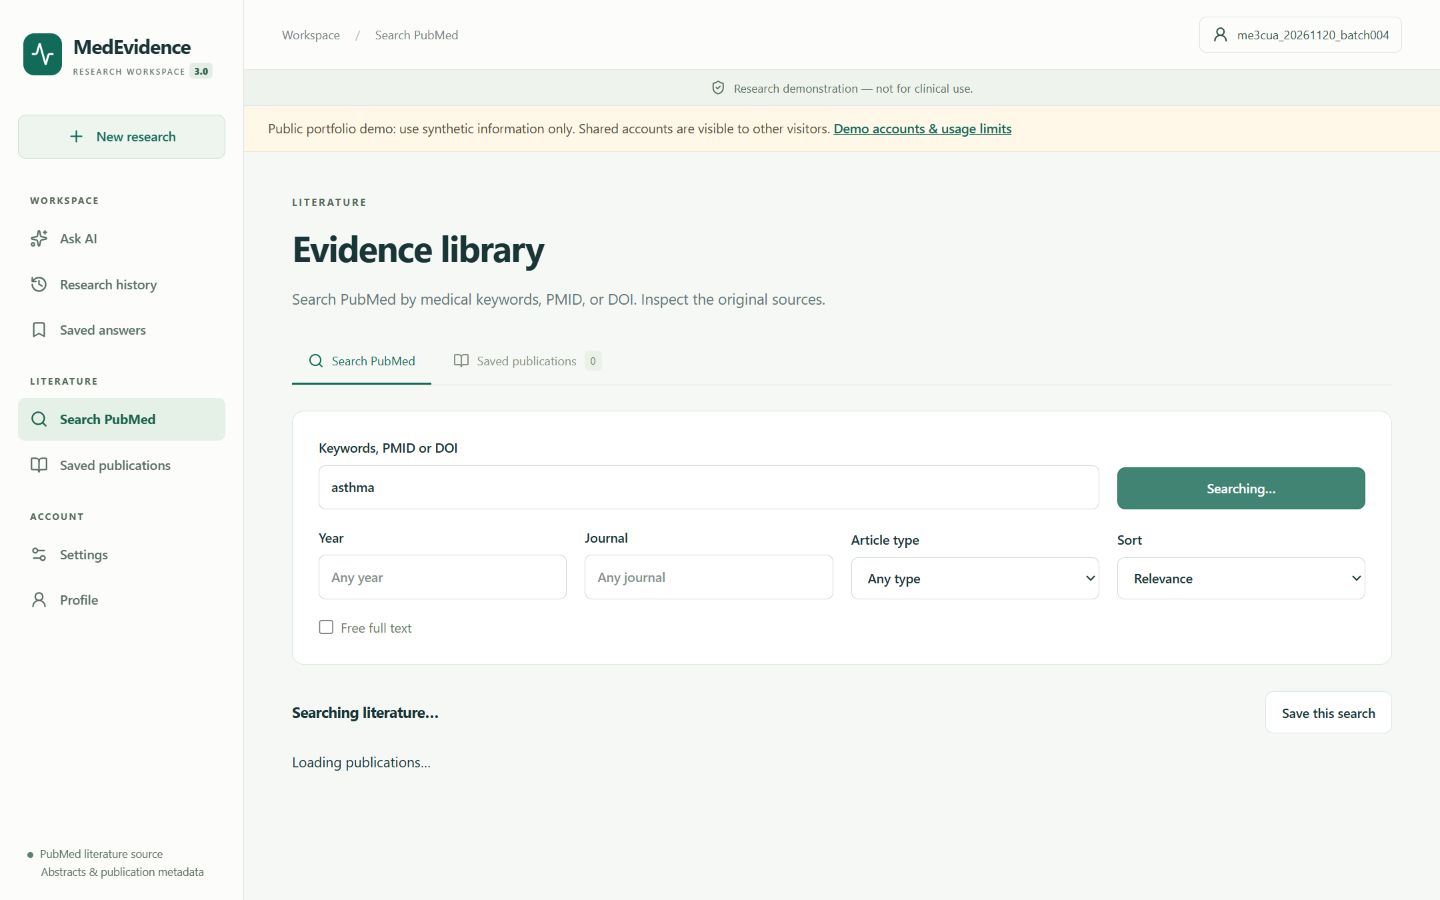 MedEvidence
RESEARCH WORKSPACE 3.0
New research
WORKSPACE
Ask AI
Research history
Saved answers
LITERATURE
Search PubMed
Saved publications
ACCOUNT
Settings
Profile
PubMed literature source
Abstracts & publication metadata
Workspace / Search PubMed
me3cua_20261120_batch004
Research demonstration — not for clinical use.
Public portfolio demo: use synthetic information only. Shared accounts are visible to other visitors. Demo accounts & usage limits
LITERATURE
Evidence library
Search PubMed by medical keywords, PMID, or DOI. Inspect the original sources.
Search PubMed
Saved publications 0
Keywords, PMID or DOI
asthma
Searching...
Year
Journal
Article type
Sort
Any year
Any journal
Any type
Relevance
Free full text
Searching literature...
Save this search
Loading publications...